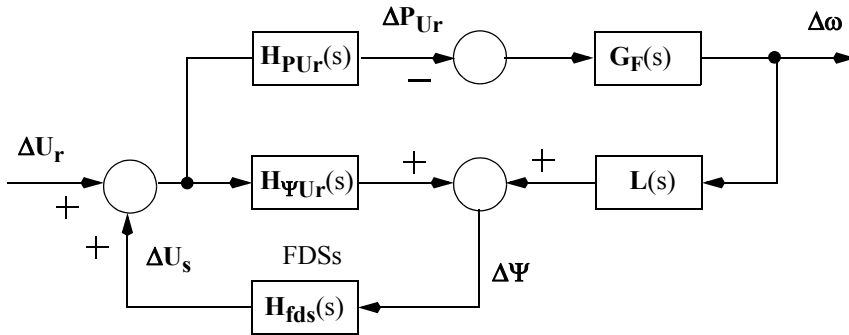 ΔP_Ur
Δω
H_PUr(s)
−
G_F(s)
ΔU_r
+
+
H_ΨUr(s)
+
+
L(s)
ΔU_s
FDSs
ΔΨ
H_fds(s)